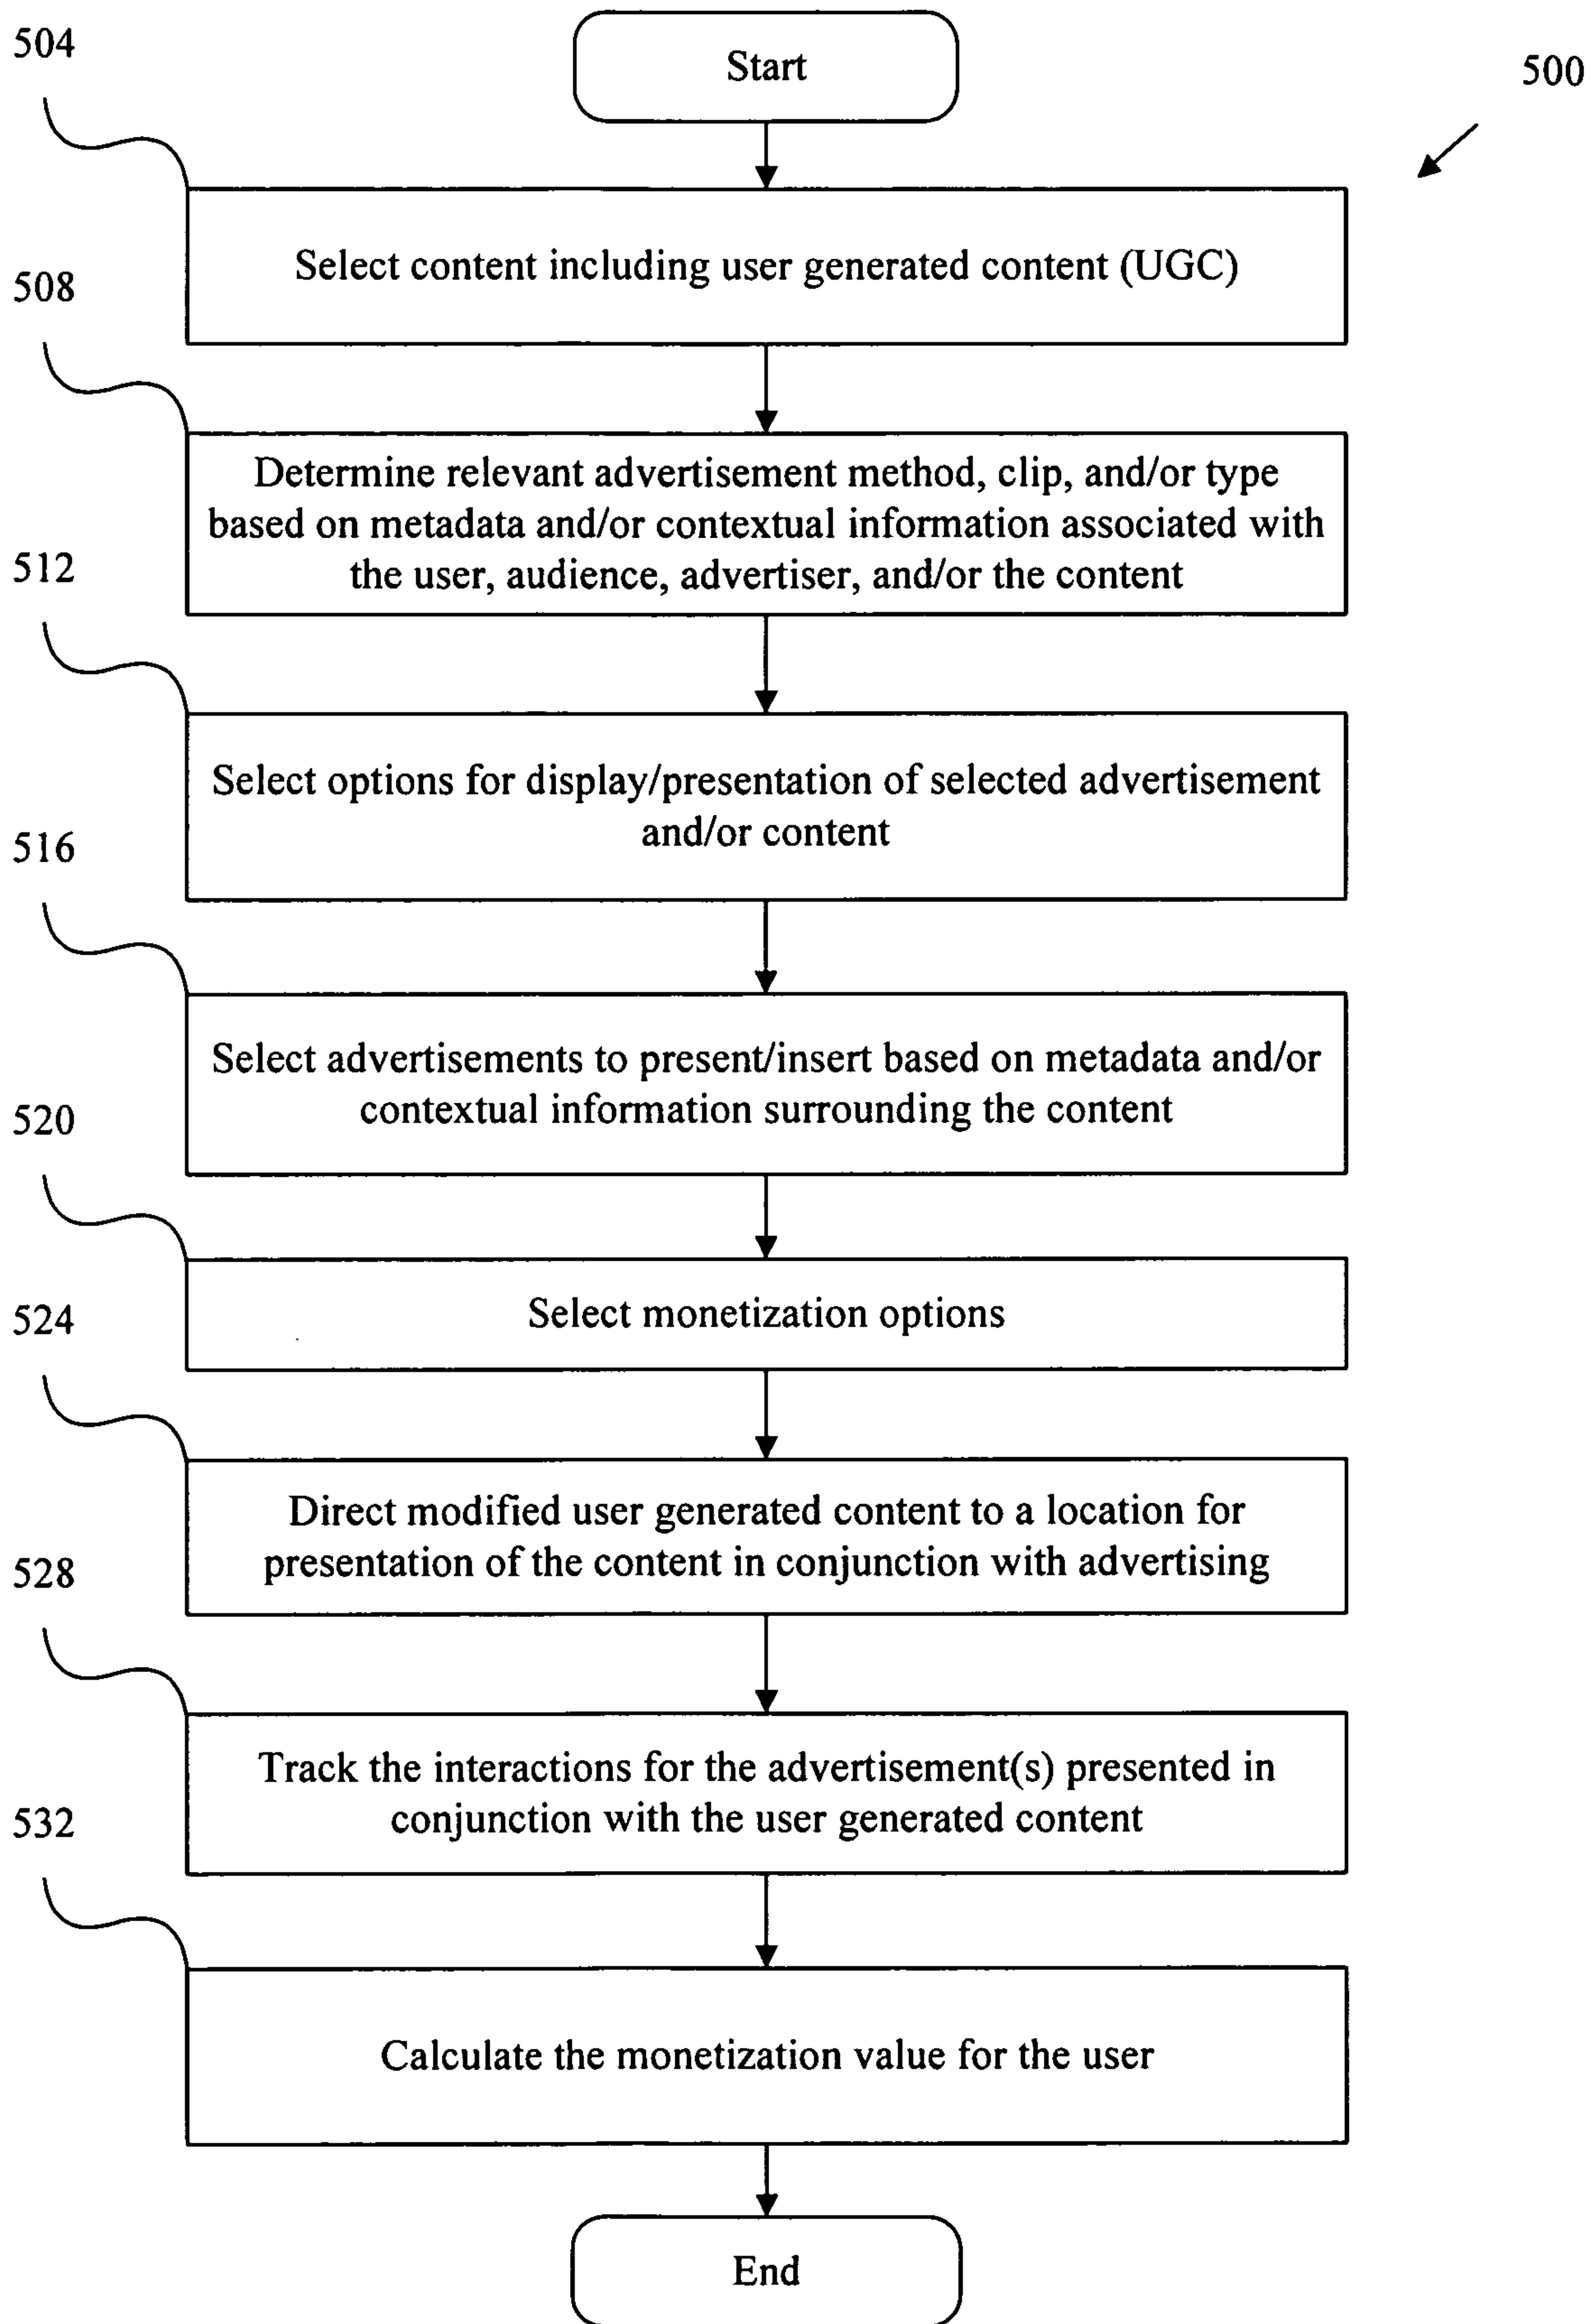 504
Start
500
Select content including user generated content (UGC)
508
Determine relevant advertisement method, clip, and/or type
based on metadata and/or contextual information associated with
the user, audience, advertiser, and/or the content
512
Select options for display/presentation of selected advertisement
and/or content
516
Select advertisements to present/insert based on metadata and/or
contextual information surrounding the content
520
Select monetization options
524
Direct modified user generated content to a location for
presentation of the content in conjunction with advertising
528
Track the interactions for the advertisement(s) presented in
conjunction with the user generated content
532
Calculate the monetization value for the user
End